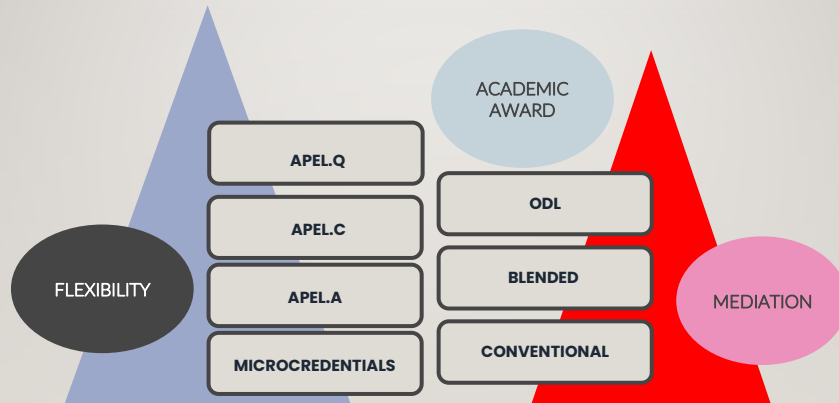 ACADEMIC
AWARD
APEL.Q
APEL.C
APEL.A
MICROCREDENTIALS
ODL
BLENDED
CONVENTIONAL
FLEXIBILITY
MEDIATION